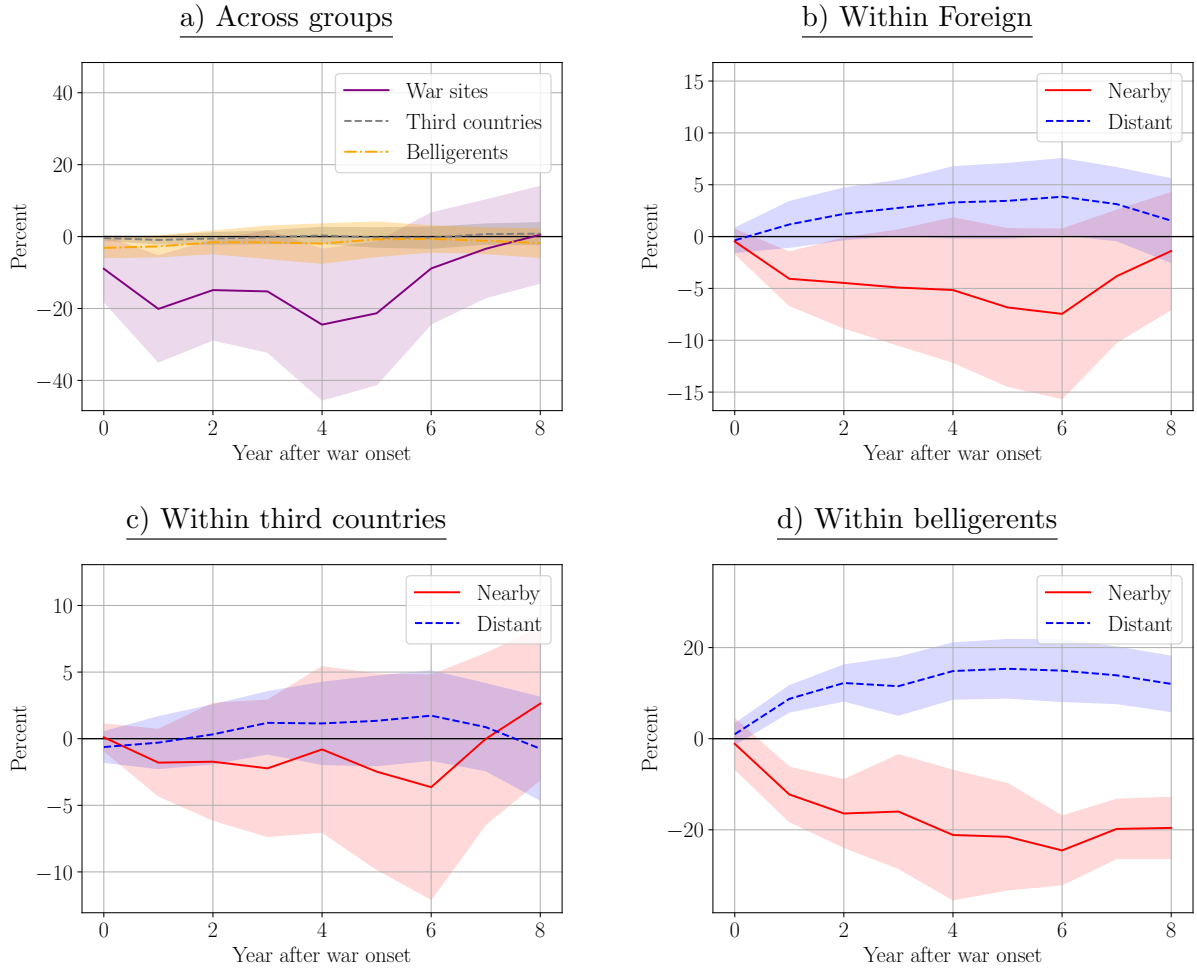 a) Across groups
40
20
0
−20
−40
Percent
War sites
Third countries
Belligerents
0 2 4 6 8
Year after war onset
b) Within Foreign
15
10
5
0
−5
−10
−15
Percent
Nearby
Distant
0 2 4 6 8
Year after war onset
c) Within third countries
10
5
0
−5
−10
Percent
Nearby
Distant
0 2 4 6 8
Year after war onset
d) Within belligerents
20
0
−20
Percent
Nearby
Distant
0 2 4 6 8
Year after war onset